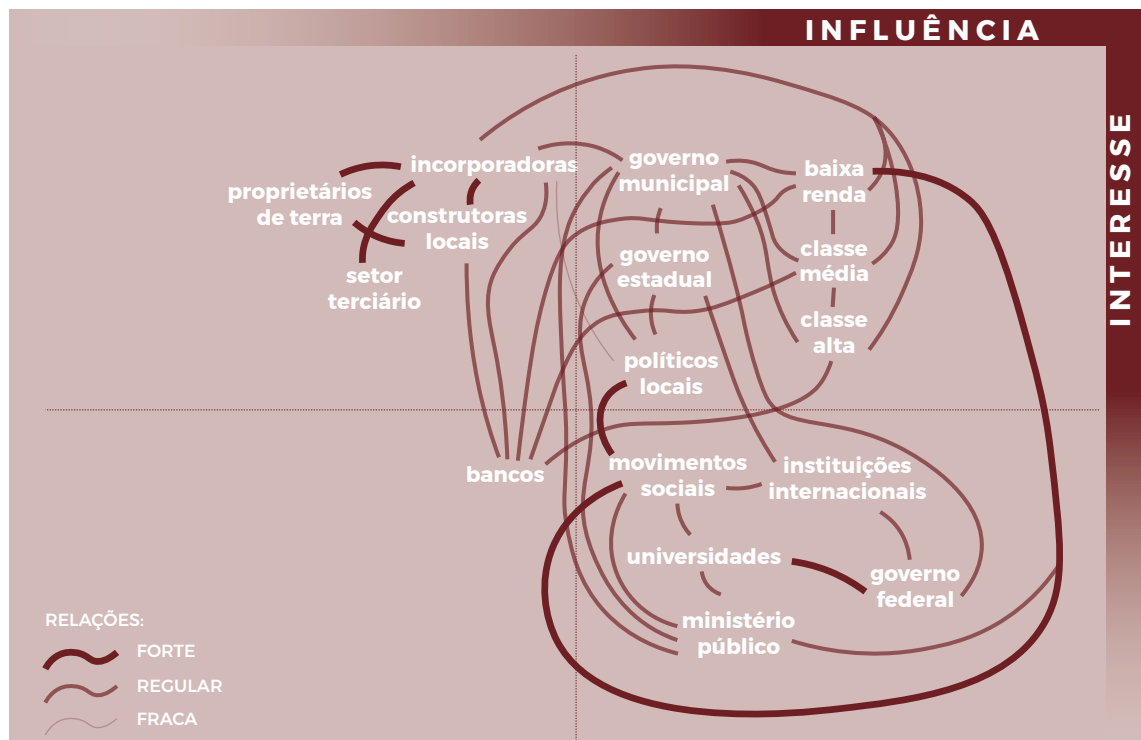 INFLUÊNCIA
INTERESSE
incorporadoras
proprietários
de terra
construtoras
locais
setor
terciário
governo
municipal
baixa
renda
governo
estadual
classe
média
classe
alta
políticos
locais
bancos
movimentos
sociais
instituições
internacionais
universidades
governo
federal
ministério
público
RELAÇÕES:
FORTE
REGULAR
FRACA